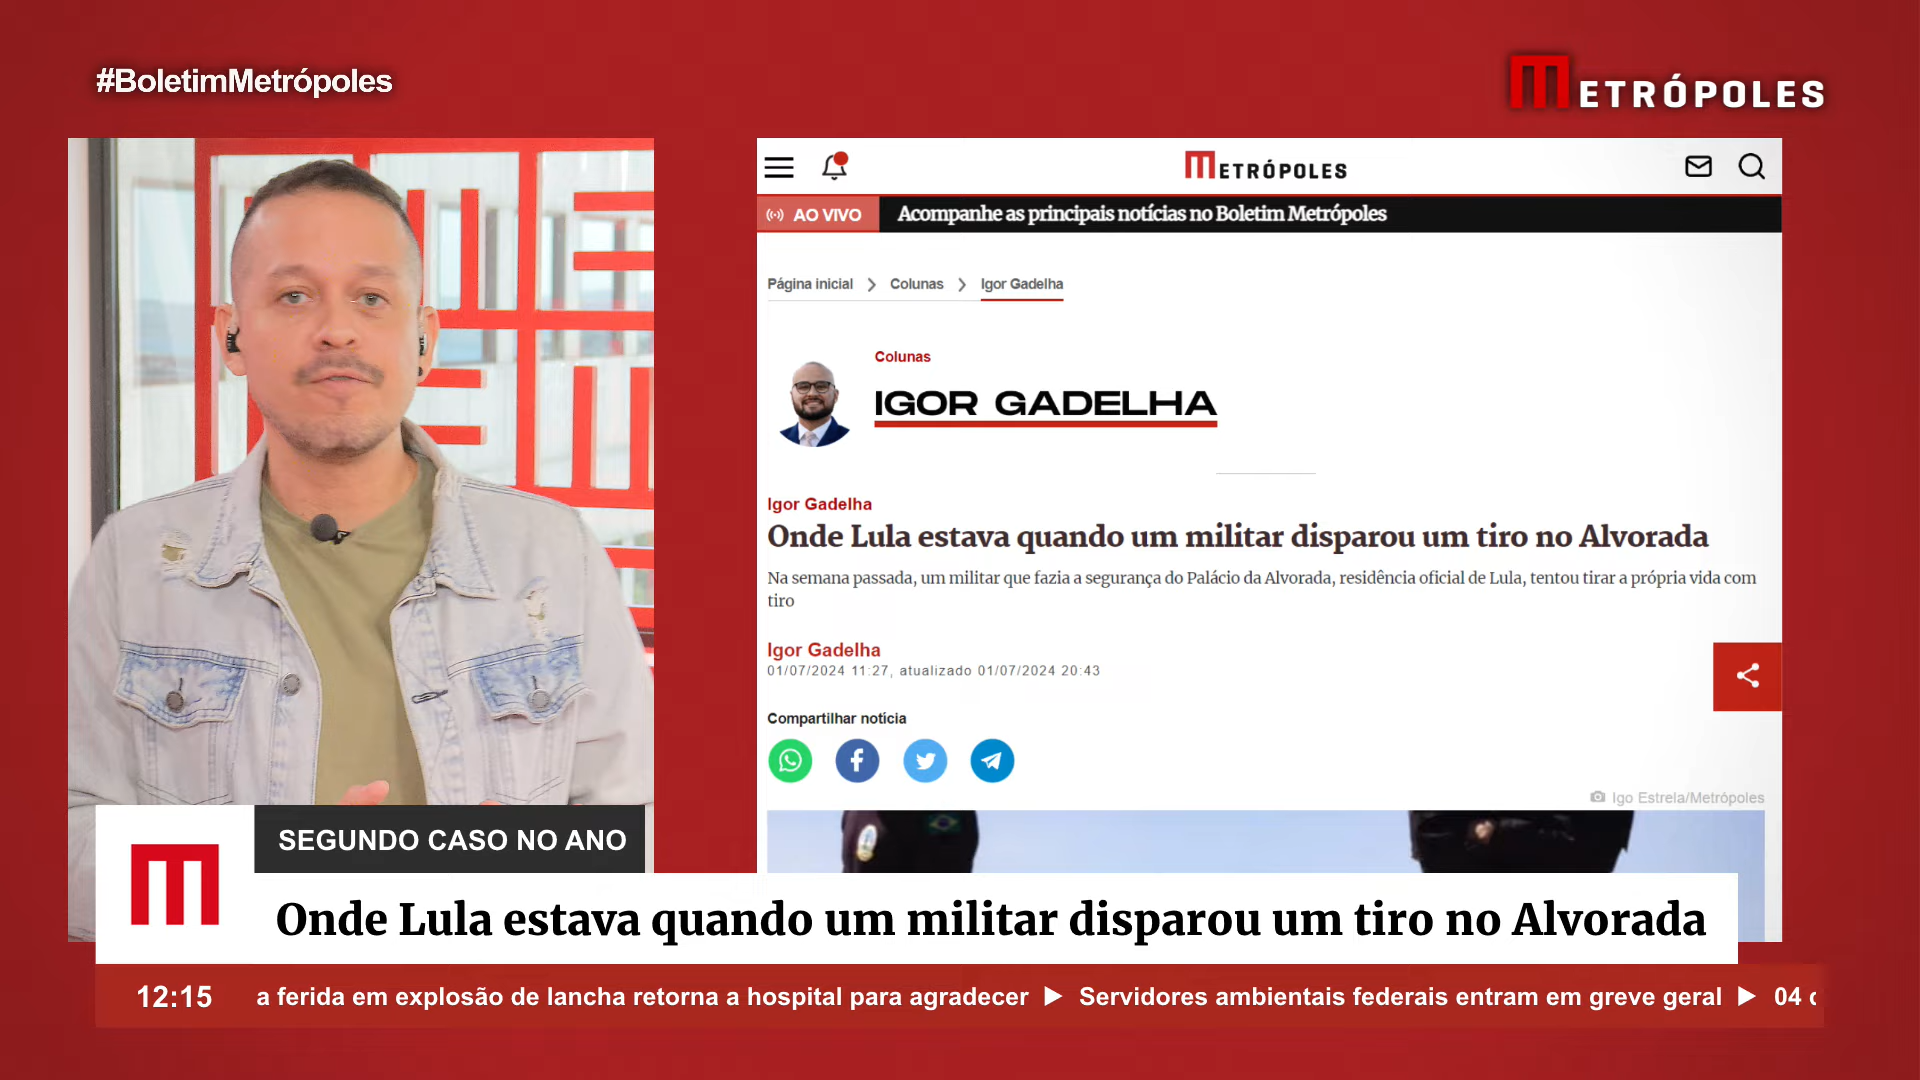 #BoletimMetrópoles
METRÓPOLES
METRÓPOLES
AO VIVO
Acompanhe as principais notícias no Boletim Metrópoles
Página inicial
Colunas
Igor Gadelha
Colunas
IGOR GADELHA
Igor Gadelha
Onde Lula estava quando um militar disparou um tiro no Alvorada
Na semana passada, um militar que fazia a segurança do Palácio da Alvorada, residência oficial de Lula, tentou tirar a própria vida com
tiro
Igor Gadelha
01/07/2024 11:27, atualizado 01/07/2024 20:43
Compartilhar notícia
Igo Estrela/Metrópoles
SEGUNDO CASO NO ANO
M
Onde Lula estava quando um militar disparou um tiro no Alvorada
12:15
a ferida em explosão de lancha retorna a hospital para agradecer ▶ Servidores ambientais federais entram em greve geral ▶ 04